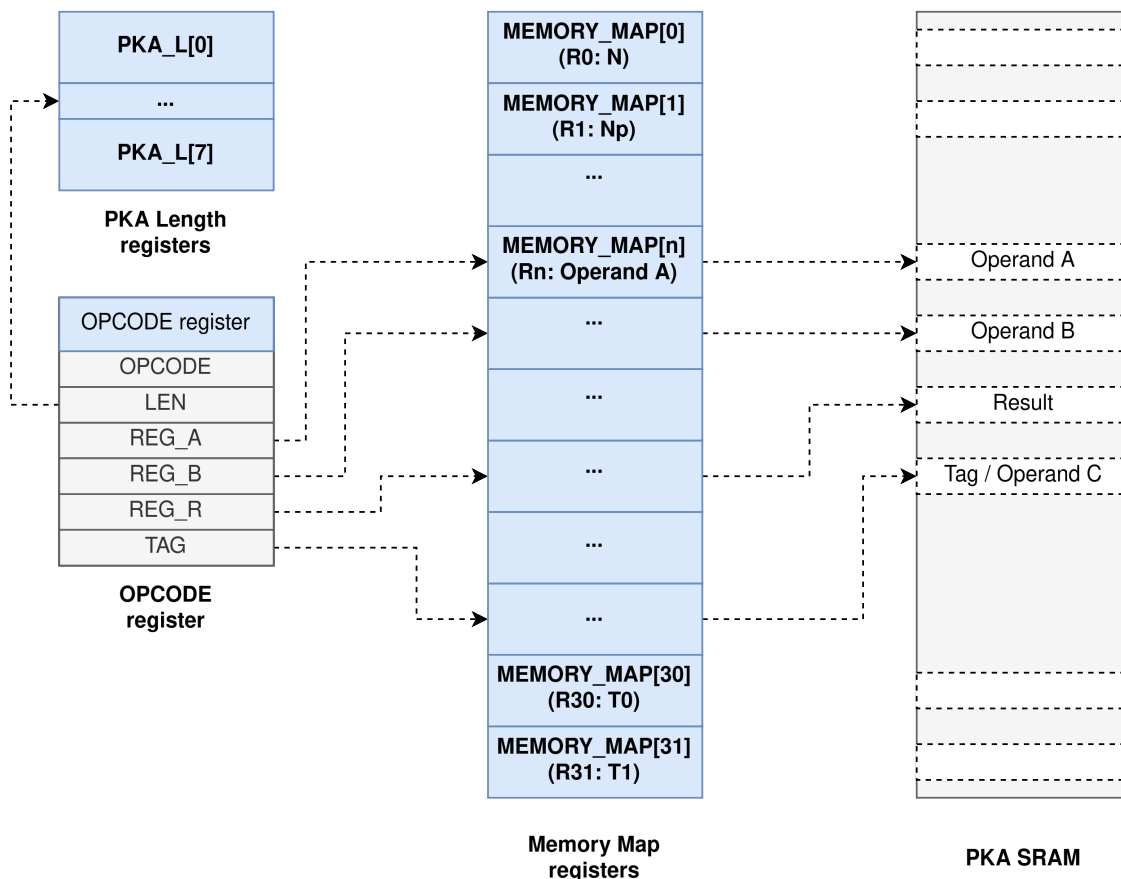 PKA_L[0]
...
PKA_L[7]
PKA Length
registers
OPCODE register
OPCODE
LEN
REG_A
REG_B
REG_R
TAG
OPCODE
register
MEMORY_MAP[0]
(R0: N)
MEMORY_MAP[1]
(R1: Np)
...
MEMORY_MAP[n]
(Rn: Operand A)
...
...
...
...
...
MEMORY_MAP[30]
(R30: T0)
MEMORY_MAP[31]
(R31: T1)
Memory Map
registers
Operand A
Operand B
Result
Tag / Operand C
PKA SRAM